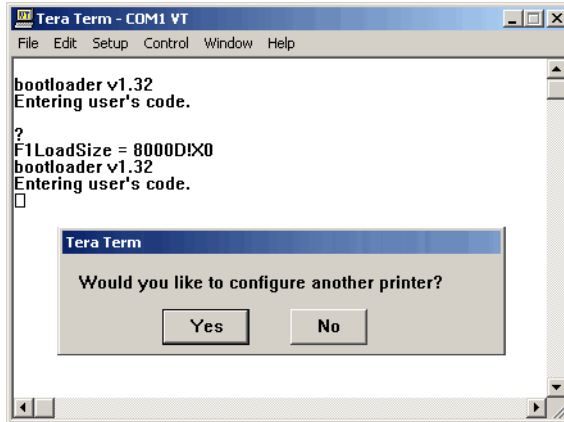 Tera Term - COM1 VT
File Edit Setup Control Window Help
bootloader v1.32
Entering user's code.
?
F1LoadSize = 8000D!X0
bootloader v1.32
Entering user's code.
Tera Term
Would you like to configure another printer?
Yes No